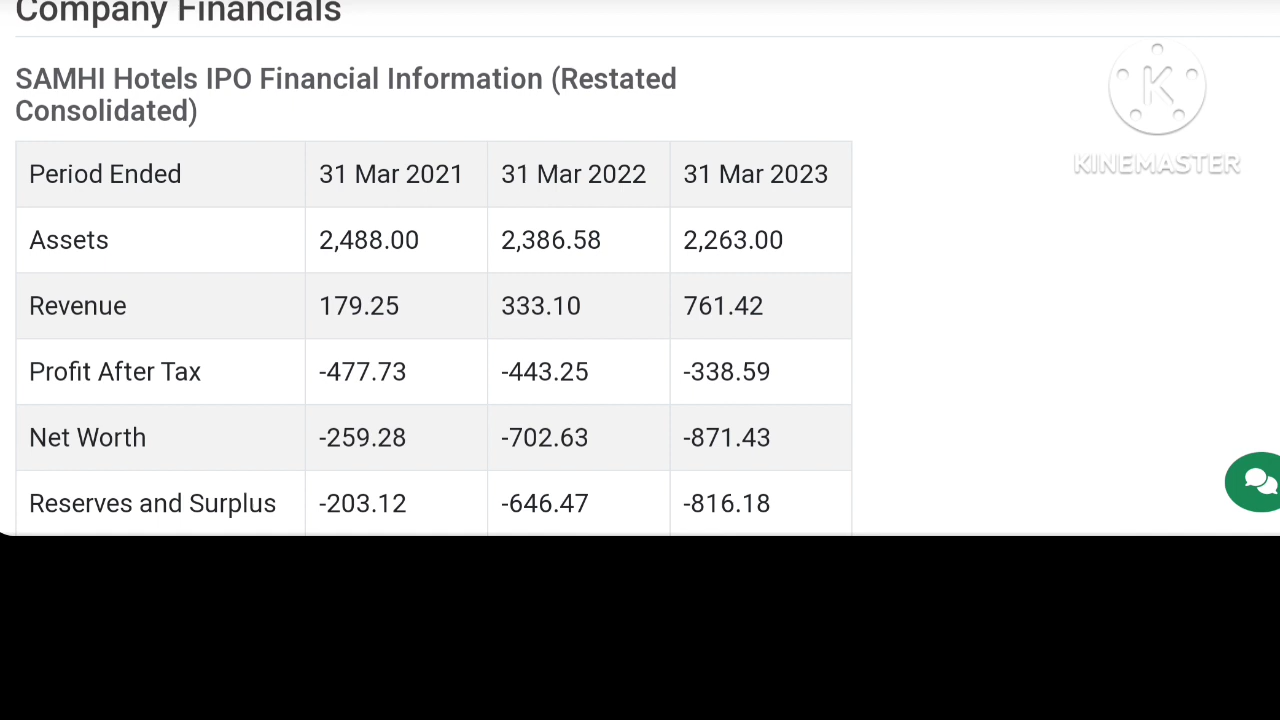 Company Financials
SAMHI Hotels IPO Financial Information (Restated
Consolidated)
K
KINEMASTER
Period Ended 31 Mar 2021 31 Mar 2022 31 Mar 2023
Assets 2,488.00 2,386.58 2,263.00
Revenue 179.25 333.10 761.42
Profit After Tax -477.73 -443.25 -338.59
Net Worth -259.28 -702.63 -871.43
Reserves and Surplus -203.12 -646.47 -816.18